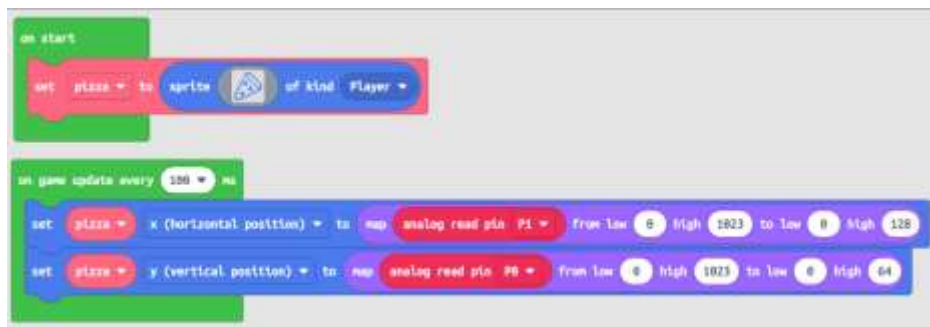 on start
set pizza to sprite of kind Player
on game update every 100 ms
set pizza x (horizontal position) to map analog read pin P1 from low 0 high 1023 to low 0 high 128
set pizza y (vertical position) to map analog read pin P0 from low 0 high 1023 to low 0 high 64